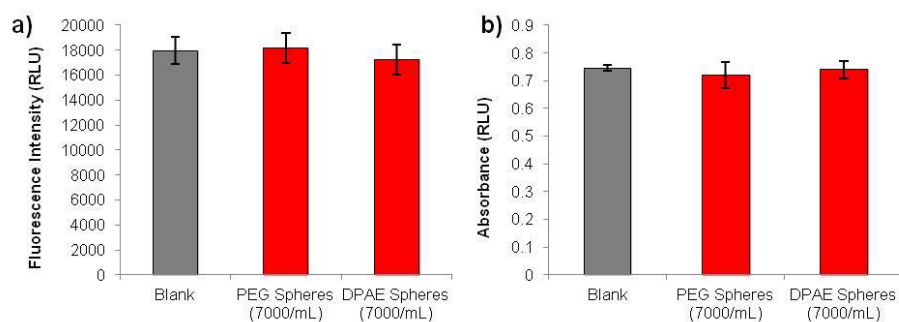 a)
Fluorescence Intensity (RLU)
20000
18000
16000
14000
12000
10000
8000
6000
4000
2000
0
Blank
PEG Spheres
(7000/mL)
DPAE Spheres
(7000/mL)
b)
Absorbance (RLU)
0.9
0.8
0.7
0.6
0.5
0.4
0.3
0.2
0.1
0
Blank
PEG Spheres
(7000/mL)
DPAE Spheres
(7000/mL)